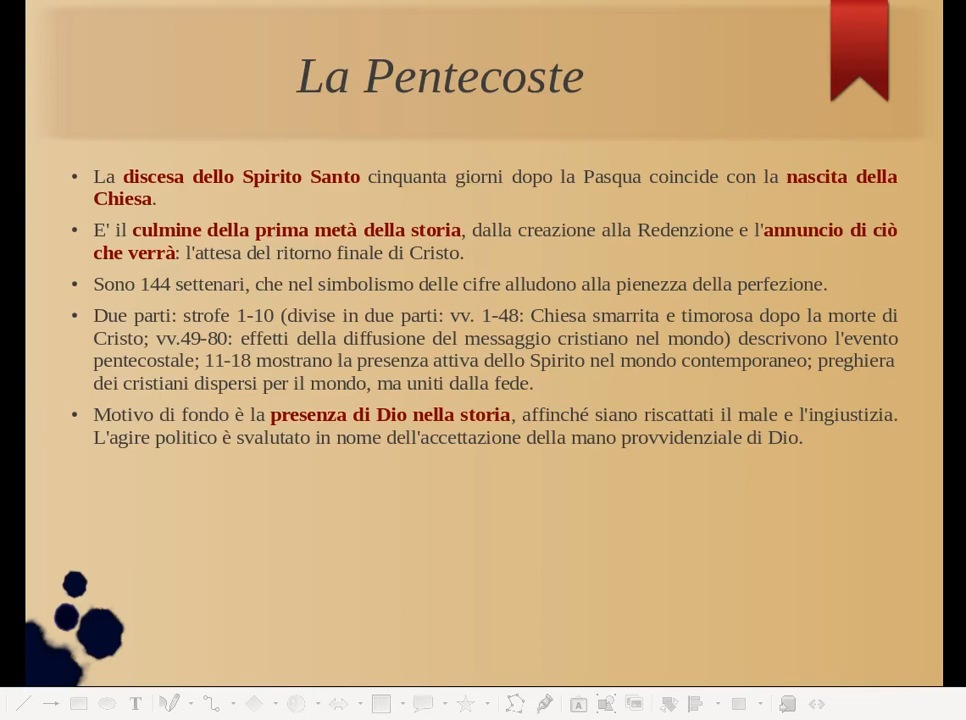 La Pentecoste
• La discesa dello Spirito Santo cinquanta giorni dopo la Pasqua coincide con la nascita della
Chiesa.
• E' il culmine della prima metà della storia, dalla creazione alla Redenzione e l'annuncio di ciò
che verrà: l'attesa del ritorno finale di Cristo.
• Sono 144 settenari, che nel simbolismo delle cifre alludono alla pienezza della perfezione.
• Due parti: strofe 1-10 (divise in due parti: vv. 1-48: Chiesa smarrita e timorosa dopo la morte di
Cristo; vv.49-80: effetti della diffusione del messaggio cristiano nel mondo) descrivono l'evento
pentecostale; 11-18 mostrano la presenza attiva dello Spirito nel mondo contemporaneo; preghiera
dei cristiani dispersi per il mondo, ma uniti dalla fede.
• Motivo di fondo è la presenza di Dio nella storia, affinché siano riscattati il male e l'ingiustizia.
L'agire politico è svalutato in nome dell'accettazione della mano provvidenziale di Dio.